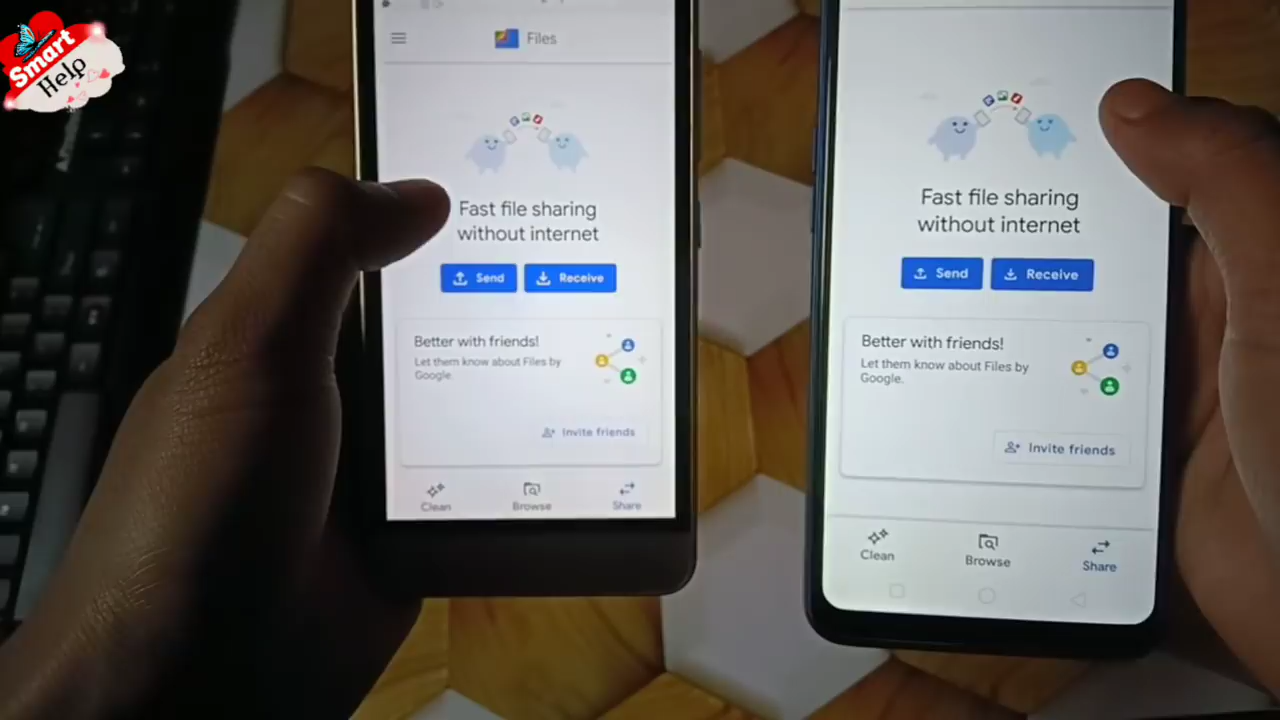 Smart
Help
Files
Fast file sharing
without internet
Send
Receive
Better with friends!
Let them know about Files by
Google.
Invite friends
Clean
Browse
Share
Fast file sharing
without internet
Send
Receive
Better with friends!
Let them know about Files by
Google.
Invite friends
Clean
Browse
Share